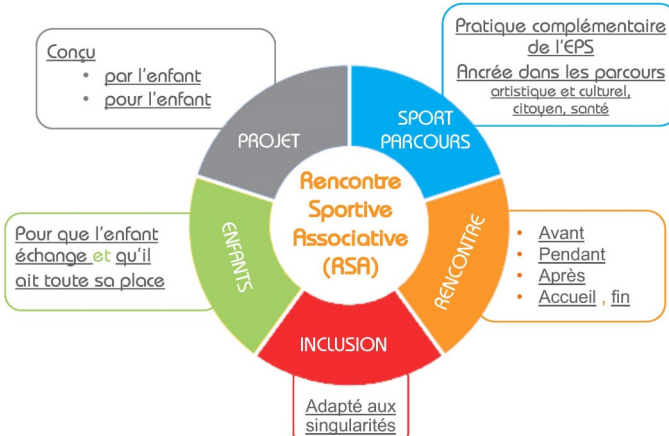 Conçu
• par l'enfant
• pour l'enfant
PROJET
Pratique complémentaire
de l'EPS
Ancrée dans les parcours
artistique et culturel,
citoyen, santé
SPORT
PARCOURS
Rencontre
Sportive
Associative
(RSA)
Pour que l'enfant
échange et qu'il
ait toute sa place
ENFANTS
RENCONTRE
• Avant
• Pendant
• Après
• Accueil , fin
INCLUSION
Adapté aux
singularités